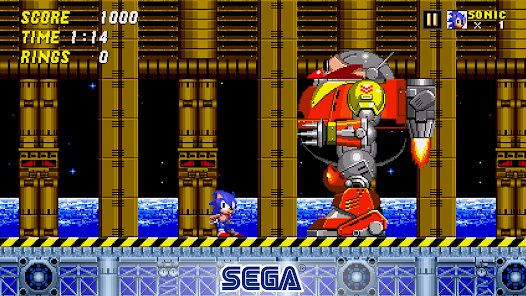 SCORE 1000
TIME 1:14
RINGS 0
SONIC
× 1
SEGA®